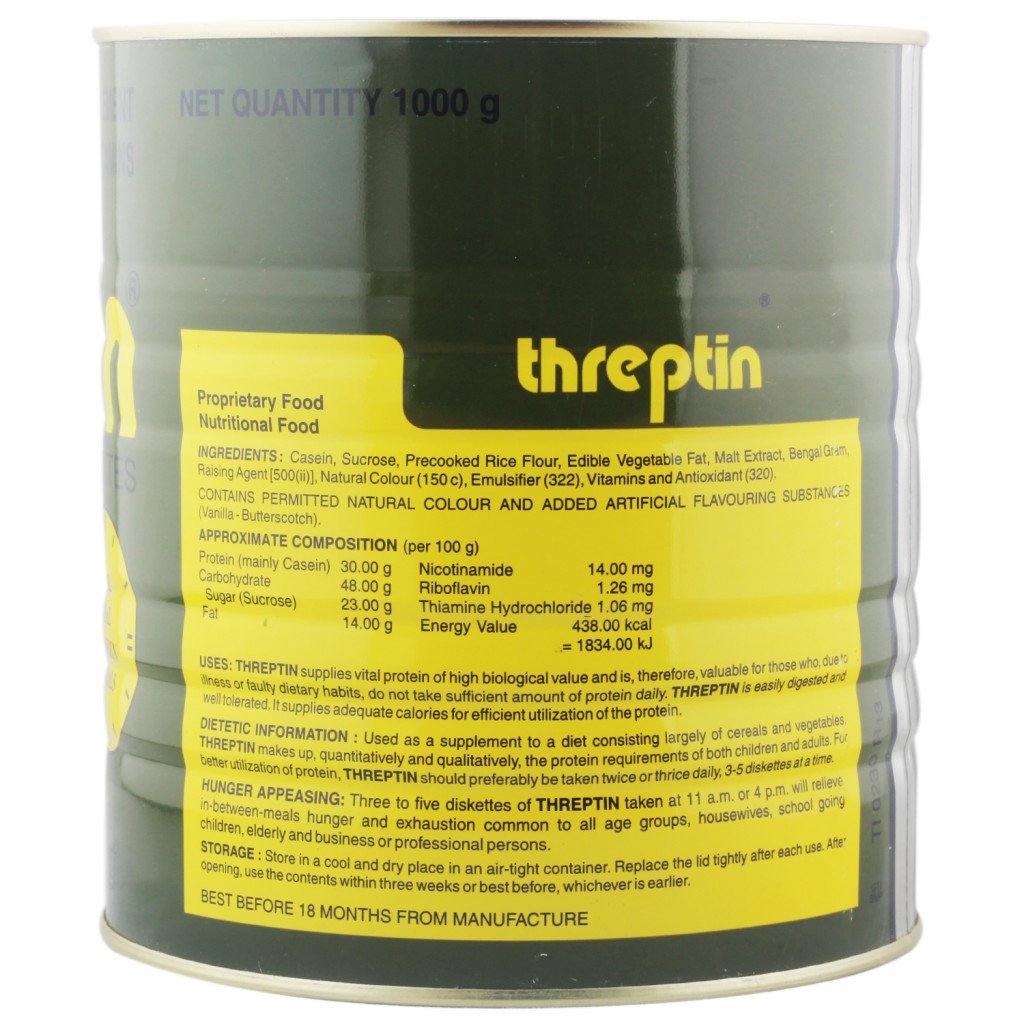 NET QUANTITY 1000 g
®
n
®
threptin
Proprietary Food
Nutritional Food
INGREDIENTS: Casein, Sucrose, Precooked Rice Flour, Edible Vegetable Fat, Malt Extract, Bengal Gram,
Raising Agent [500(ii)], Natural Colour (150 c), Emulsifier (322), Vitamins and Antioxidant (320).
CONTAINS PERMITTED NATURAL COLOUR AND ADDED ARTIFICIAL FLAVOURING SUBSTANCES
(Vanilla - Butterscotch).
APPROXIMATE COMPOSITION (per 100 g)
Protein (mainly Casein) 30.00 g Nicotinamide 14.00 mg
Carbohydrate 48.00 g Riboflavin 1.26 mg
Sugar (Sucrose) 23.00 g Thiamine Hydrochloride 1.06 mg
Fat 14.00 g Energy Value 438.00 kcal
= 1834.00 kJ
USES: THREPTIN supplies vital protein of high biological value and is, therefore, valuable for those who, due to
illness or faulty dietary habits, do not take sufficient amount of protein daily. THREPTIN is easily digested and
well tolerated. It supplies adequate calories for efficient utilization of the protein.
DIETETIC INFORMATION : Used as a supplement to a diet consisting largely of cereals and vegetables.
THREPTIN makes up, quantitatively and qualitatively, the protein requirements of both children and adults. For
better utilization of protein, THREPTIN should preferably be taken twice or thrice daily, 3-5 diskettes at a time.
HUNGER APPEASING: Three to five diskettes of THREPTIN taken at 11 a.m. or 4 p.m. will relieve
in-between-meals hunger and exhaustion common to all age groups, housewives, school going
children, elderly and business or professional persons.
STORAGE : Store in a cool and dry place in an air-tight container. Replace the lid tightly after each use. After
opening, use the contents within three weeks or best before, whichever is earlier.
BEST BEFORE 18 MONTHS FROM MANUFACTURE
TI 0230 R 13